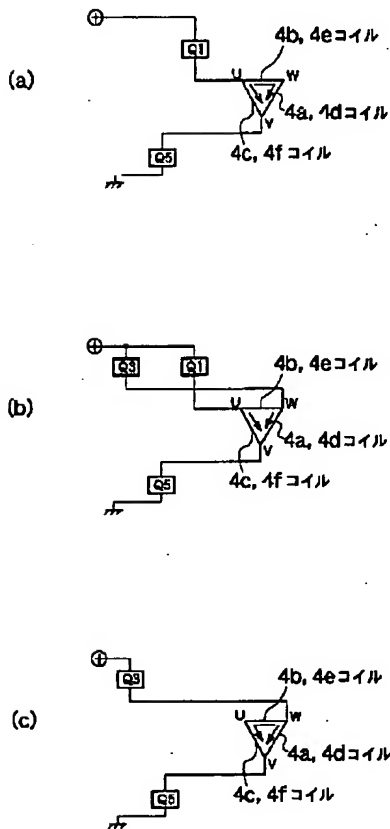 (a)
⊕
Q1
4b, 4eコイル
U
W
4a, 4dコイル
V
4c, 4fコイル
Q5
(b)
⊕
4b, 4eコイル
Q3
Q1
U
W
4a, 4dコイル
V
4c, 4fコイル
Q5
(c)
⊕
Q3
4b, 4eコイル
U
W
4a, 4dコイル
V
4c, 4fコイル
Q5